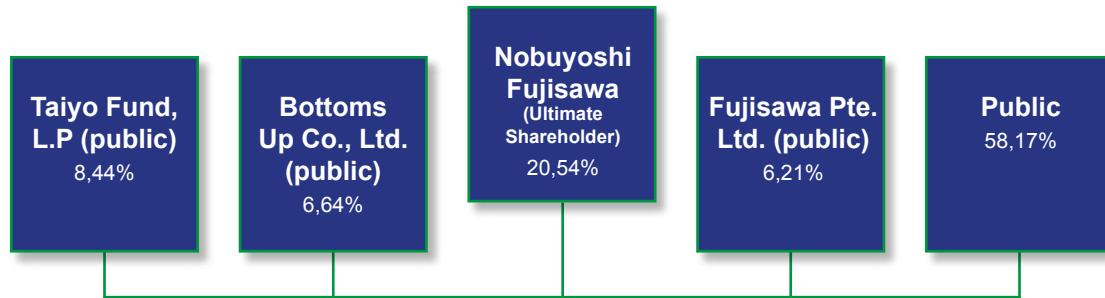 Taiyo Fund,
L.P (public)
8,44%
Bottoms
Up Co., Ltd.
(public)
6,64%
Nobuyoshi
Fujisawa
(Ultimate
Shareholder)
20,54%
Fujisawa Pte.
Ltd. (public)
6,21%
Public
58,17%